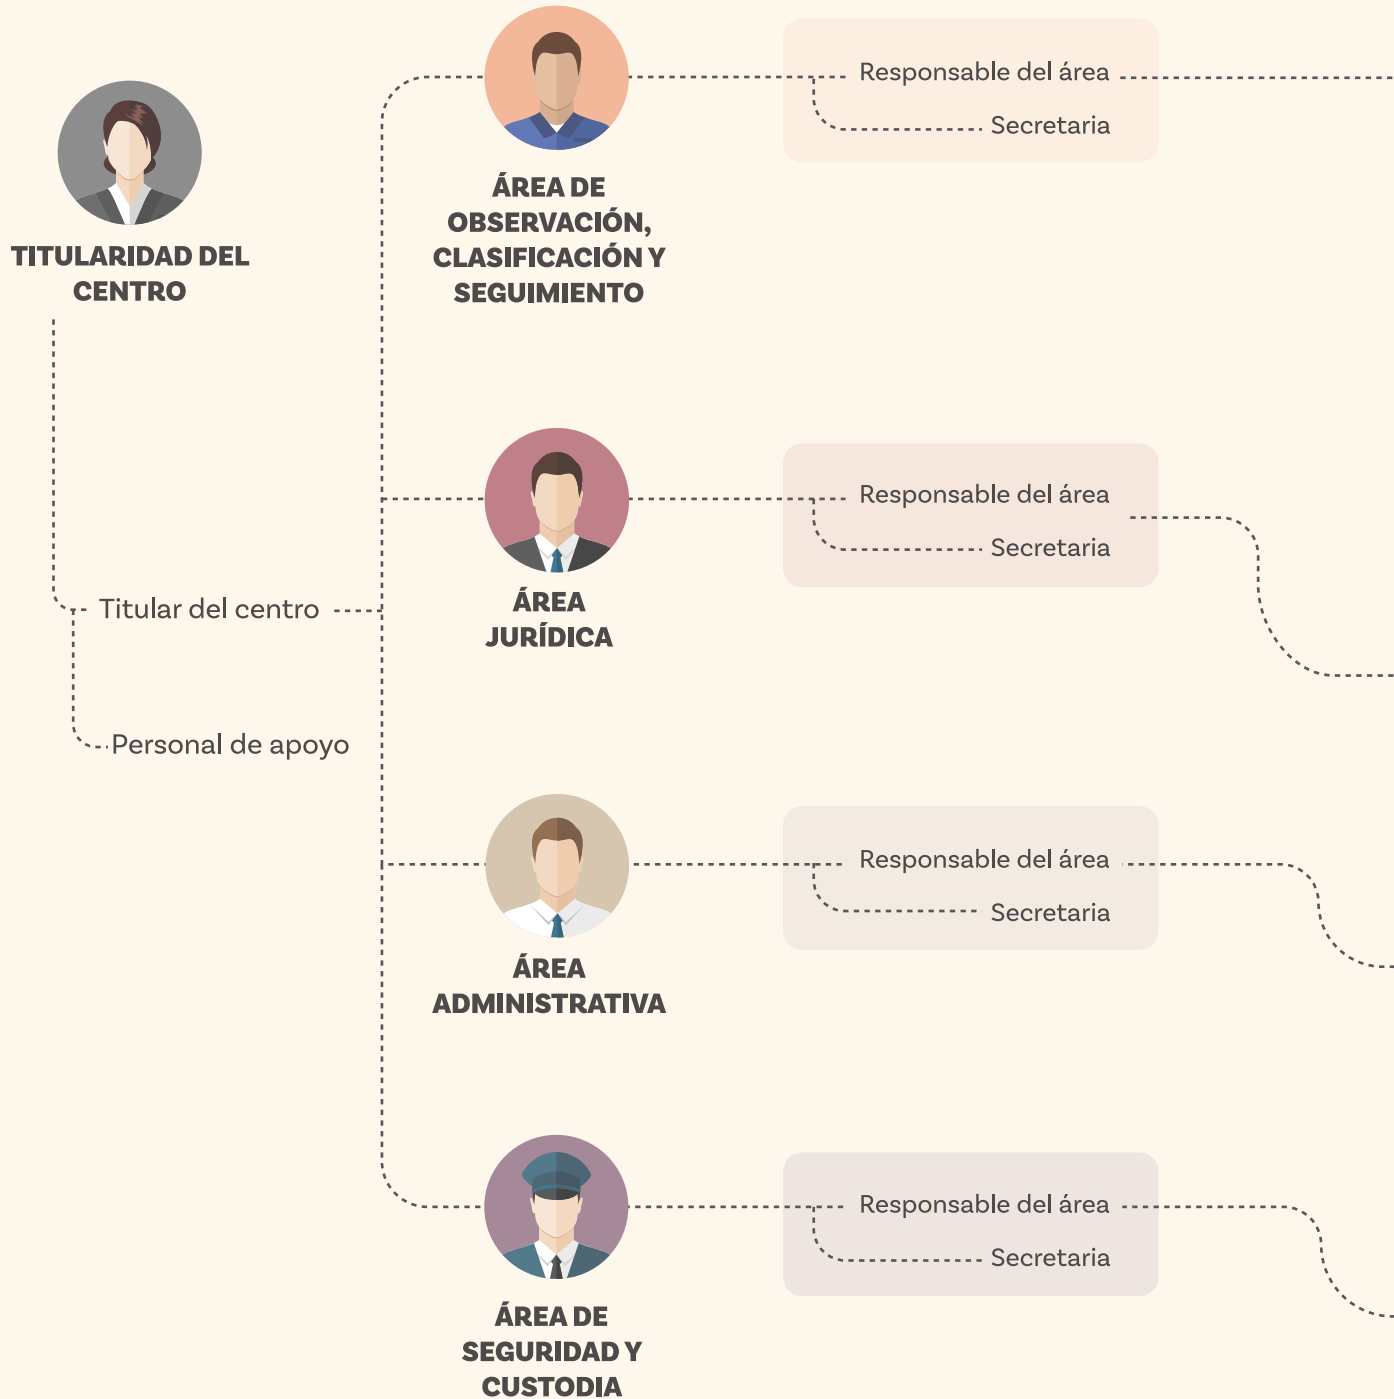 TITULARIDAD DEL
CENTRO
Titular del centro
Personal de apoyo
ÁREA DE
OBSERVACIÓN,
CLASIFICACIÓN Y
SEGUIMIENTO
Responsable del área
Secretaria
ÁREA
JURÍDICA
Responsable del área
Secretaria
ÁREA
ADMINISTRATIVA
Responsable del área
Secretaria
ÁREA DE
SEGURIDAD Y
CUSTODIA
Responsable del área
Secretaria